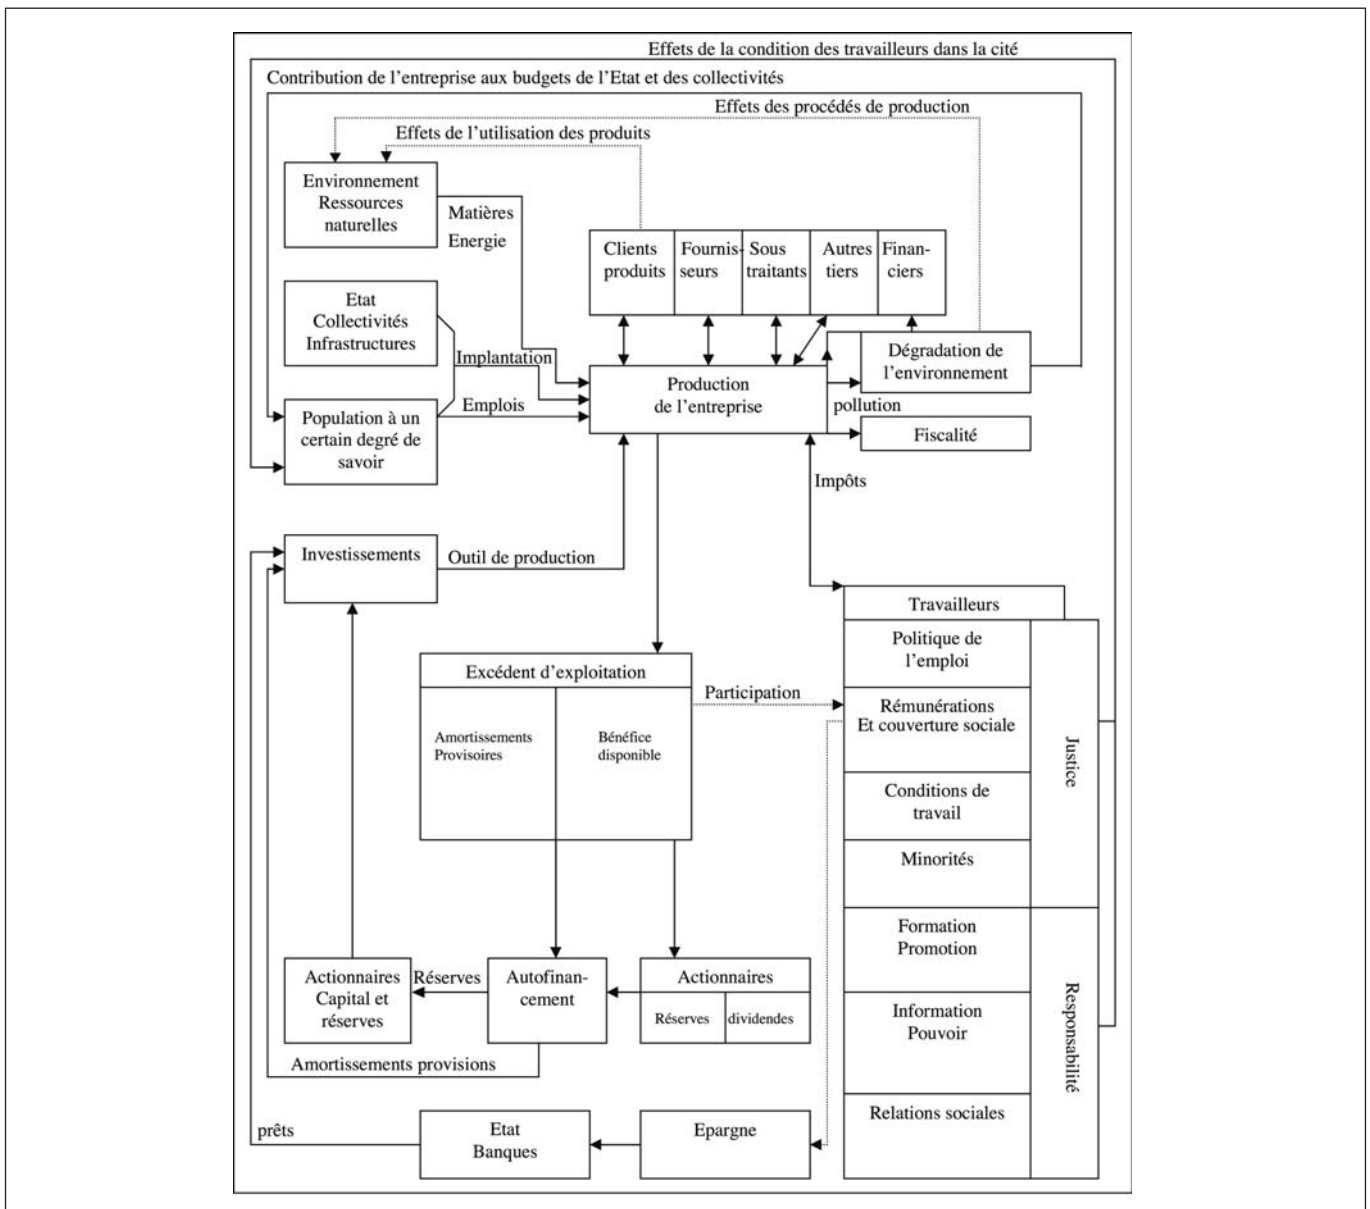 Effets de la condition des travailleurs dans la cité
Contribution de l'entreprise aux budgets de l'Etat et des collectivités
Effets des procédés de production
Effets de l'utilisation des produits
Environnement
Ressources
naturelles
Matières
Energie
Clients
produits
Fournis-
seurs
Sous
traitants
Autres
tiers
Finan-
ciers
Etat
Collectivités
Infrastructures
Implantation
Production
de l'entreprise
Dégradation de
l'environnement
pollution
Emplois
Population à un
certain degré de
savoir
Fiscalité
Impôts
Investissements
Outil de production
Travailleurs
Politique de
l'emploi
Excédent d'exploitation
Participation
Rémunérations
Et couverture sociale
Amortissements
Provisoires
Bénéfice
disponible
Justice
Conditions de
travail
Minorités
Formation
Promotion
Actionnaires
Capital et
réserves
Réserves
Autofinan-
cement
Actionnaires
Réserves
dividendes
Information
Pouvoir
Responsabilité
Amortissements provisions
Relations sociales
prêts
Etat
Banques
Epargne